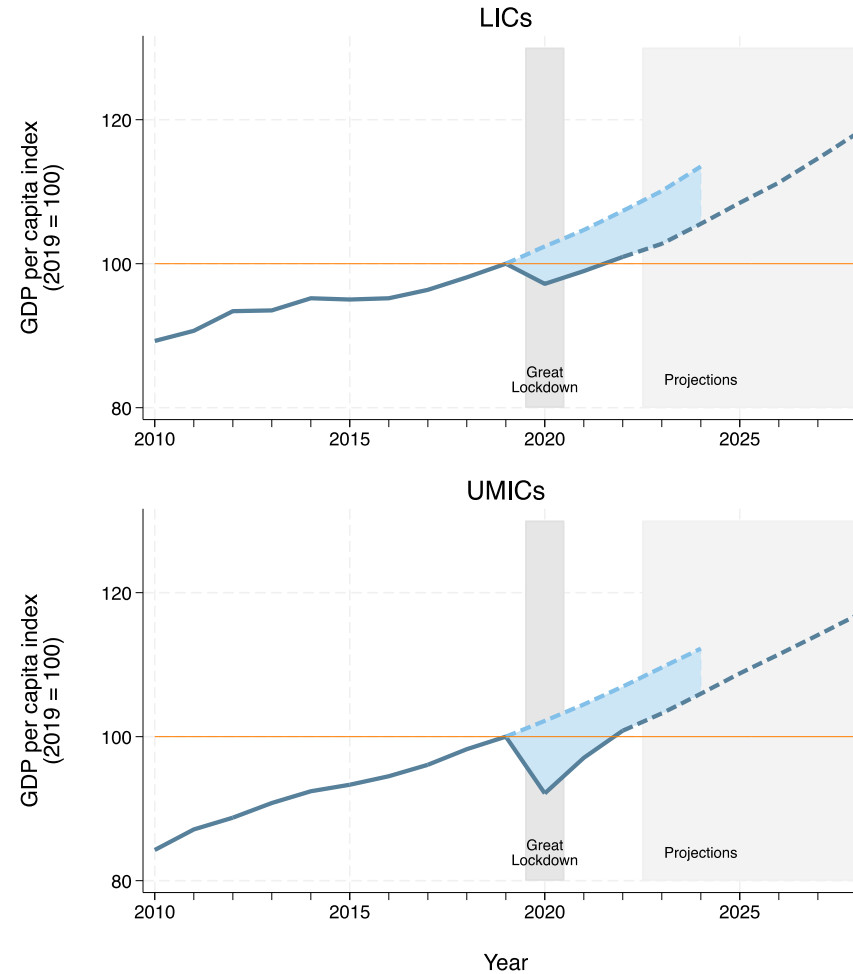 LICs
GDP per capita index
(2019 = 100)
120
100
80
Great
Lockdown
Projections
2010
2015
2020
2025
UMICs
GDP per capita index
(2019 = 100)
120
100
80
Great
Lockdown
Projections
2010
2015
2020
2025
Year